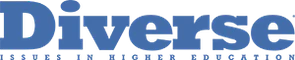 Diverse
ISSUES IN HIGHER EDUCATION